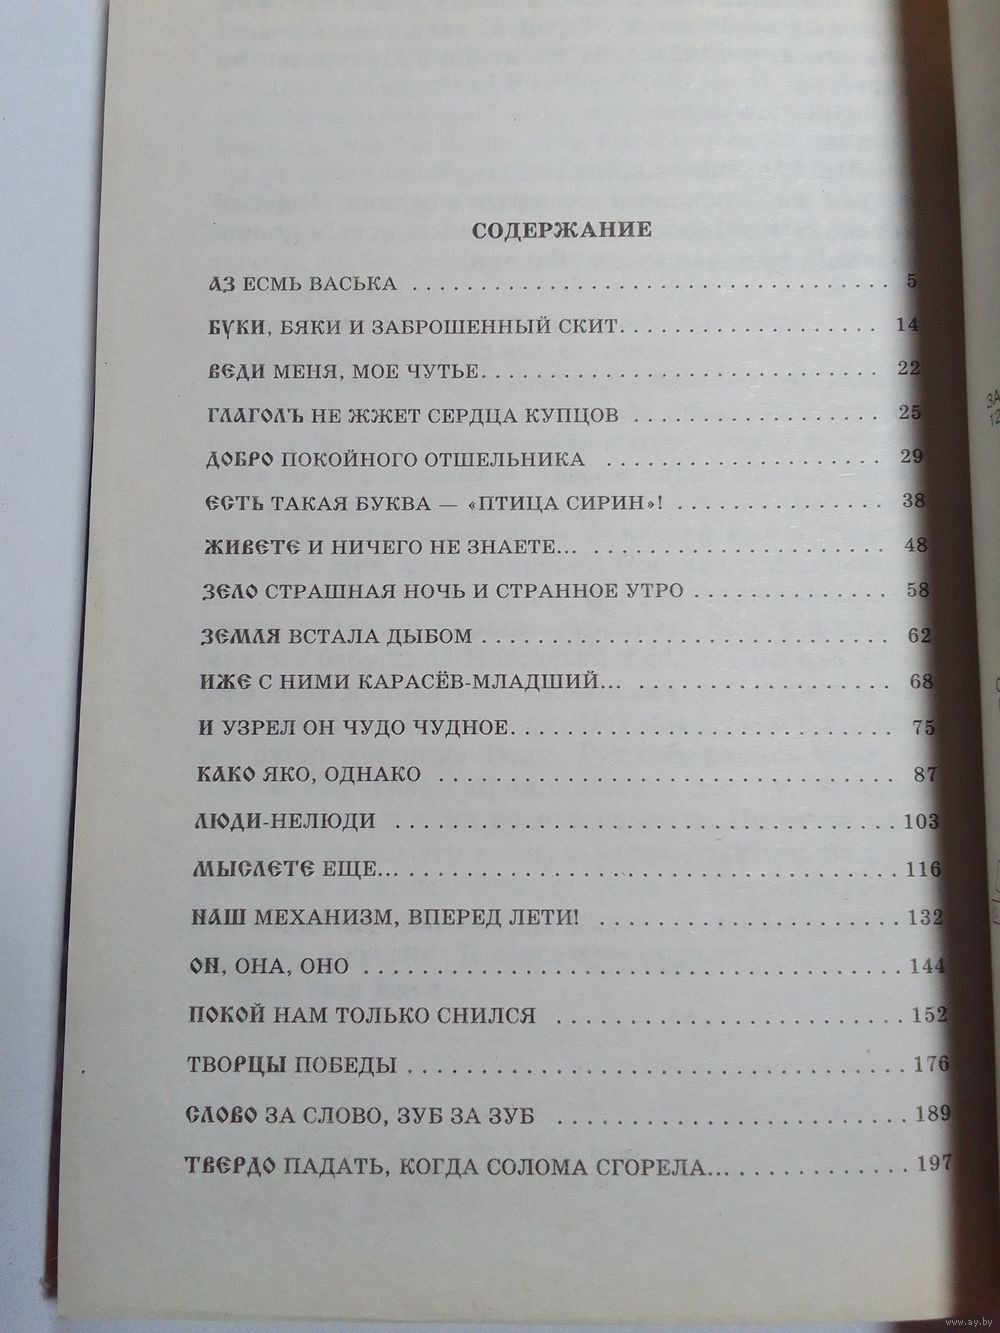 СОДЕРЖАНИЕ
АЗ ЕСМЬ ВАСЬКА . . . . . . . . . . . . . . . . . . . . . . . . . . . . . . . . . . . 5
БУКИ, БЯКИ И ЗАБРОШЕННЫЙ СКИТ. . . . . . . . . . . . . . . . . . . . 14
ВЕДИ МЕНЯ, МОЕ ЧУТЬЕ. . . . . . . . . . . . . . . . . . . . . . . . . . . . . . 22
ГЛАГОЛЪ НЕ ЖЖЕТ СЕРДЦА КУПЦОВ . . . . . . . . . . . . . . . . . . . 25
ДОБРО ПОКОЙНОГО ОТШЕЛЬНИКА . . . . . . . . . . . . . . . . . . . . . 29
ЕСТЬ ТАКАЯ БУКВА — «ПТИЦА СИРИН»! . . . . . . . . . . . . . . . . 38
ЖИВЕТЕ И НИЧЕГО НЕ ЗНАЕТЕ... . . . . . . . . . . . . . . . . . . . . . . 48
ЗЕЛО СТРАШНАЯ НОЧЬ И СТРАННОЕ УТРО . . . . . . . . . . . . . . . 58
ЗЕМЛЯ ВСТАЛА ДЫБОМ . . . . . . . . . . . . . . . . . . . . . . . . . . . . . . . 62
ИЖЕ С НИМИ КАРАСЁВ-МЛАДШИЙ... . . . . . . . . . . . . . . . . . . . 68
И УЗРЕЛ ОН ЧУДО ЧУДНОЕ. . . . . . . . . . . . . . . . . . . . . . . . . . . . . 75
КАКО ЯКО, ОДНАКО . . . . . . . . . . . . . . . . . . . . . . . . . . . . . . . . . . 87
ЛЮДИ-НЕЛЮДИ . . . . . . . . . . . . . . . . . . . . . . . . . . . . . . . . . . . . . 103
МЫСЛЕТЕ ЕЩЕ... . . . . . . . . . . . . . . . . . . . . . . . . . . . . . . . . . . . . 116
НАШ МЕХАНИЗМ, ВПЕРЕД ЛЕТИ! . . . . . . . . . . . . . . . . . . . . . . . 132
ОН, ОНА, ОНО . . . . . . . . . . . . . . . . . . . . . . . . . . . . . . . . . . . . . . . 144
ПОКОЙ НАМ ТОЛЬКО СНИЛСЯ . . . . . . . . . . . . . . . . . . . . . . . . . . 152
ТВОРЦЫ ПОБЕДЫ . . . . . . . . . . . . . . . . . . . . . . . . . . . . . . . . . . . . 176
СЛОВО ЗА СЛОВО, ЗУБ ЗА ЗУБ . . . . . . . . . . . . . . . . . . . . . . . . . . 189
ТВЕРДО ПАДАТЬ, КОГДА СОЛОМА СГОРЕЛА... . . . . . . . . . . . . . 197
www.ay.by